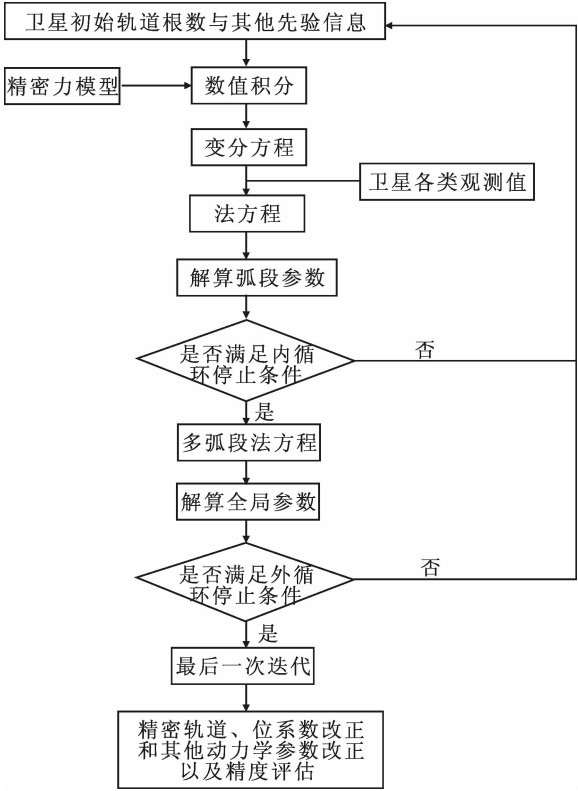 卫星初始轨道根数与其他先验信息
精密力模型
数值积分
变分方程
卫星各类观测值
法方程
解算弧段参数
是否满足内循
环停止条件
否
是
多弧段法方程
解算全局参数
是否满足外循
环停止条件
否
是
最后一次迭代
精密轨道、位系数改正
和其他动力学参数改正
以及精度评估